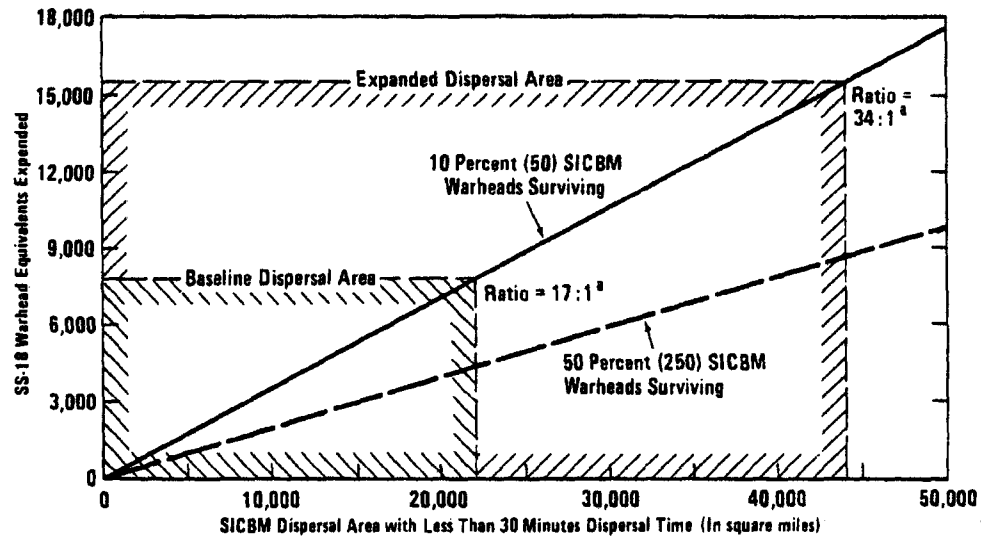 18,000
15,000
12,000
9,000
6,000
3,000
0
SS-18 Warhead Equivalents Expended
Expanded Dispersal Area
Ratio =
34:1 a
10 Percent (50) SICBM
Warheads Surviving
Baseline Dispersal Area
Ratio = 17:1 a
50 Percent (250) SICBM
Warheads Surviving
0 10,000 20,000 30,000 40,000 50,000
SICBM Dispersal Area with Less Than 30 Minutes Dispersal Time (In square miles)